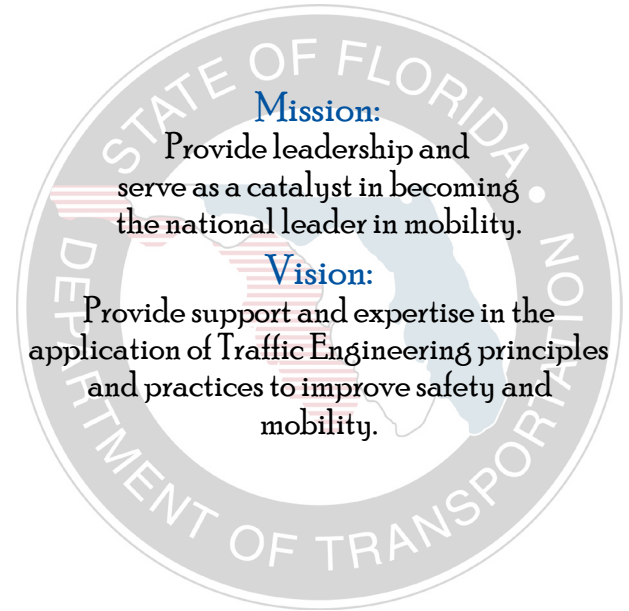 STATE OF FLORIDA
Mission:
Provide leadership and
serve as a catalyst in becoming
the national leader in mobility.
Vision:
Provide support and expertise in the
application of Traffic Engineering principles
and practices to improve safety and
mobility.
DEPARTMENT OF TRANSPORTATION